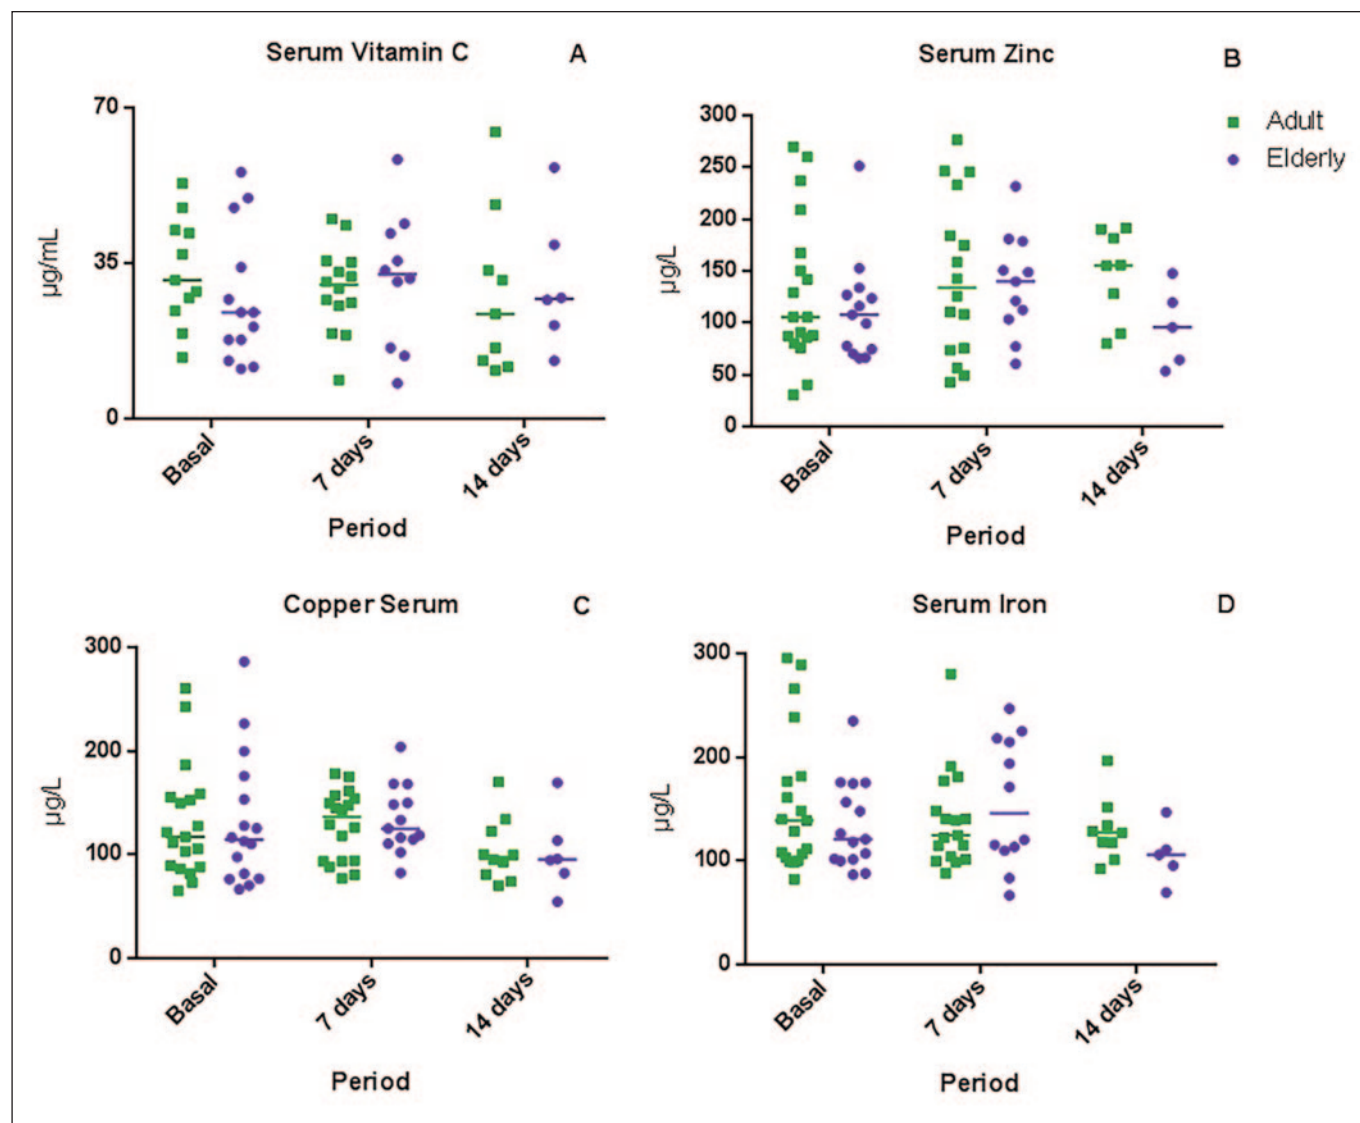 Serum Vitamin C
A
70
35
0
µg/mL
Basal
7 days
14 days
Period
Serum Zinc
B
300
250
200
150
100
50
0
µg/L
Basal
7 days
14 days
Period
Adult
Elderly
Copper Serum
C
300
200
100
0
µg/L
Basal
7 days
14 days
Period
Serum Iron
D
300
200
100
0
µg/L
Basal
7 days
14 days
Period